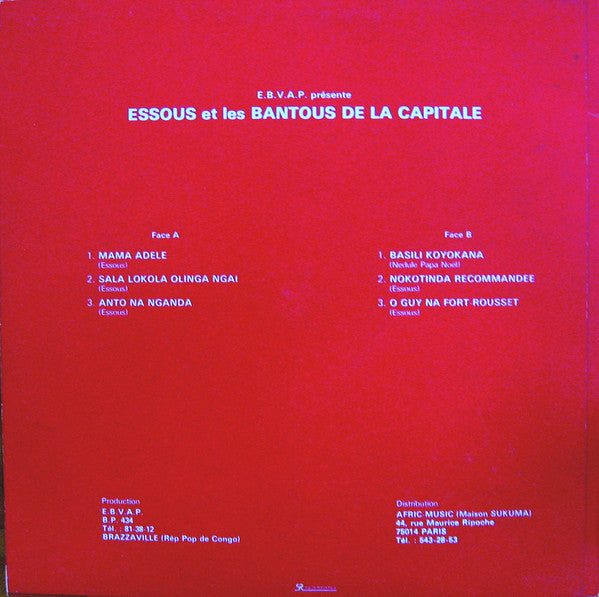 E.B.V.A.P. présente
ESSOUS et les BANTOUS DE LA CAPITALE
Face A
1. MAMA ADELE
(Essous)
2. SALA LOKOLA OLINGA NGAI
(Essous)
3. ANTO NA NGANDA
(Essous)
Face B
1. BASILI KOYOKANA
(Nedule Papa Noël)
2. NOKOTINDA RECOMMANDEE
(Essous)
3. O GUY NA FORT-ROUSSET
(Essous)
Production
E.B.V.A.P.
B.P. 434
Tél. : 81-38-12
BRAZZAVILLE (Rép Pop de Congo)
Distribution
AFRIC-MUSIC (Maison SUKUMA)
44, rue Maurice Ripoche
75014 PARIS
Tél. : 543-28-53